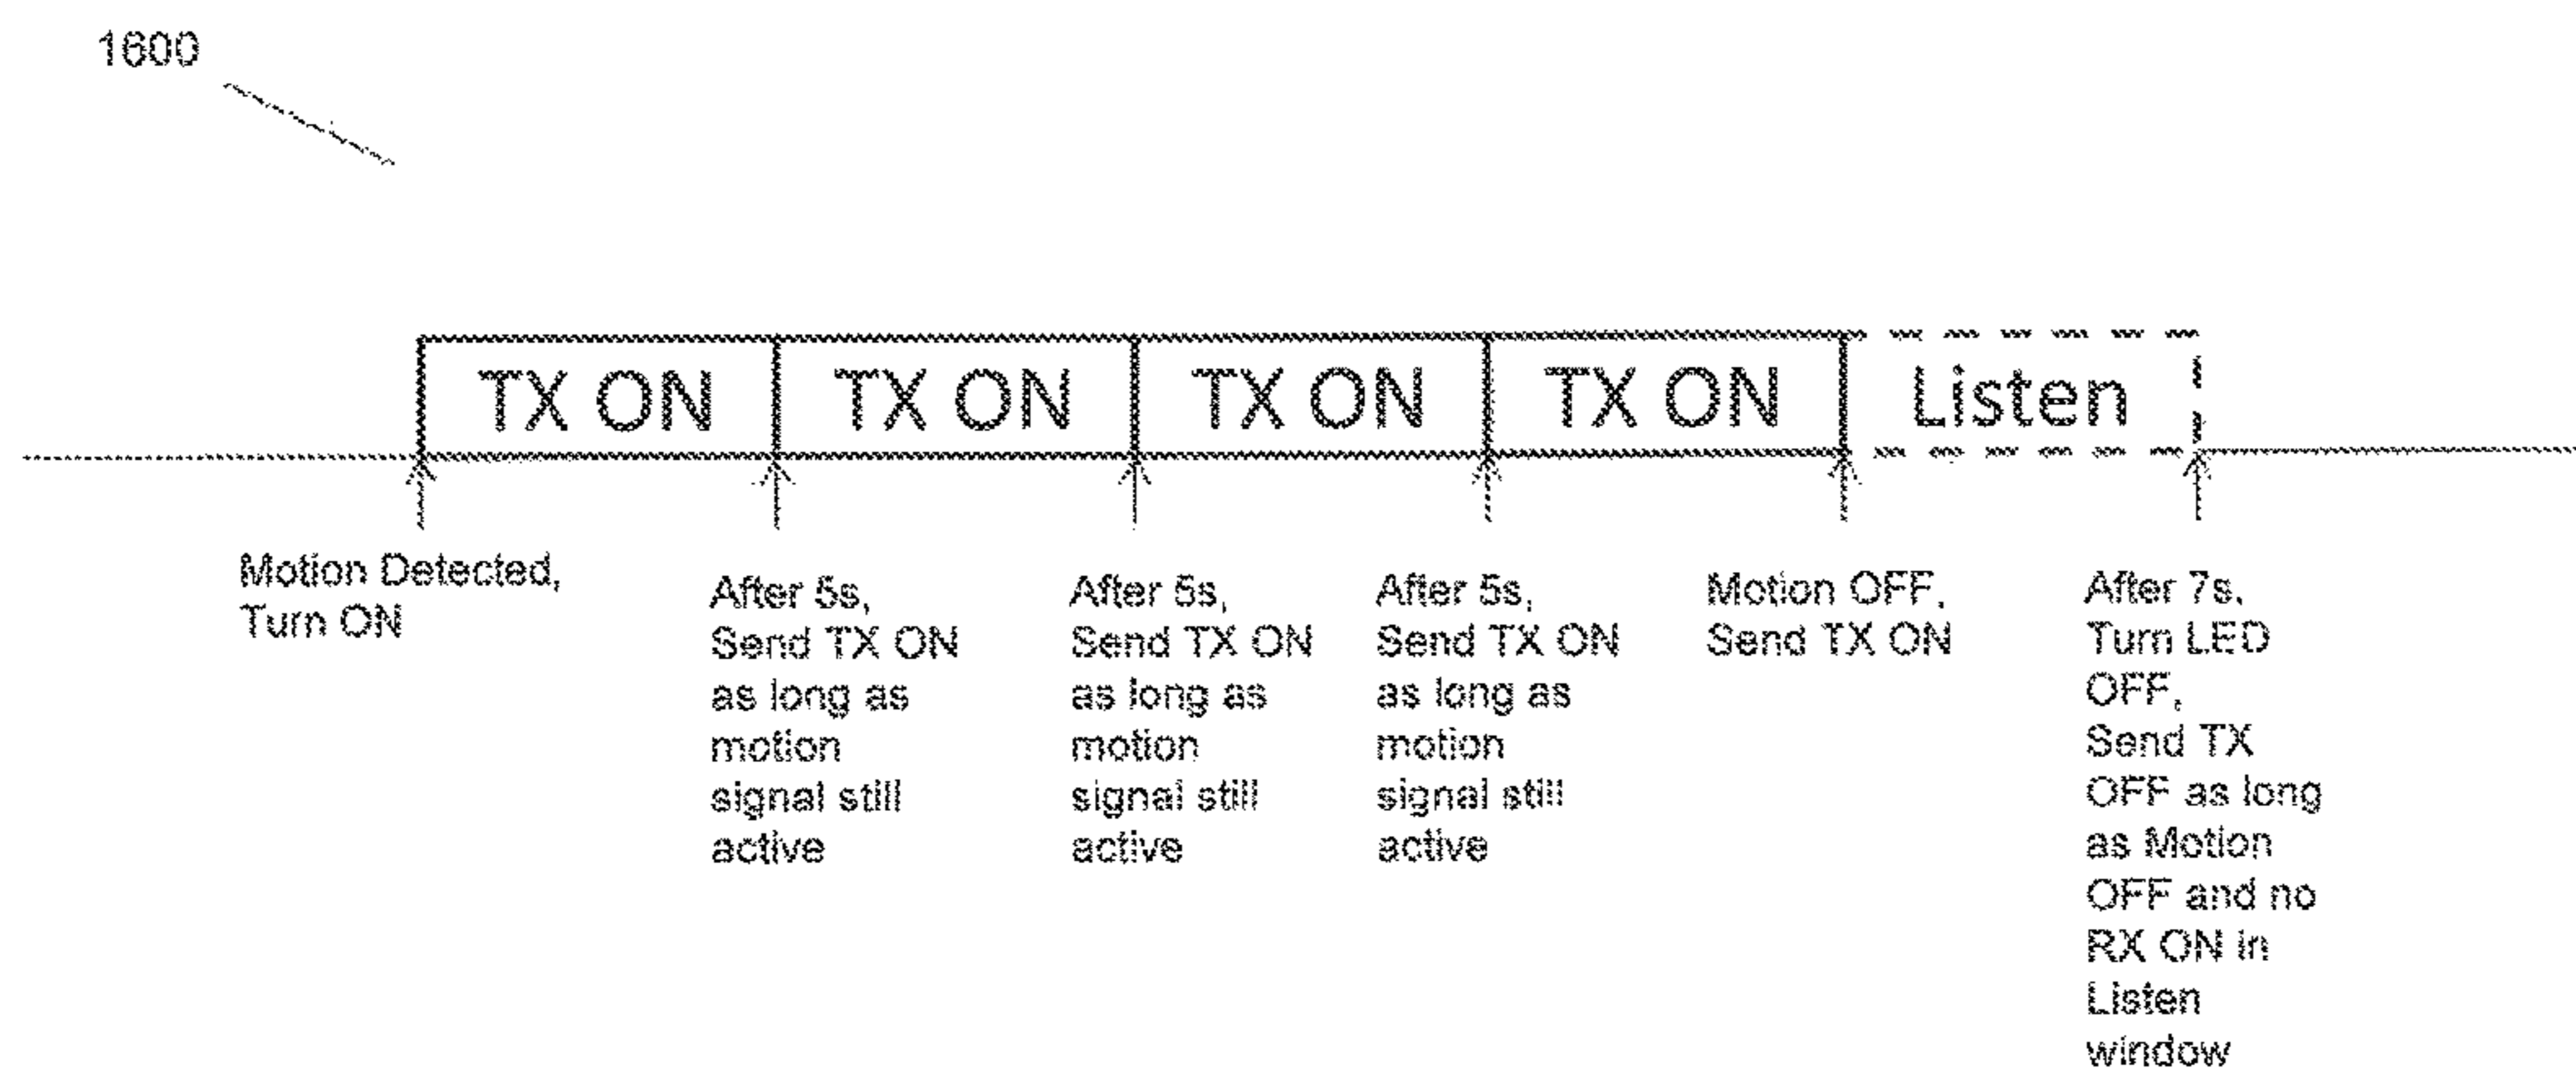 1600
TX ON TX ON TX ON TX ON Listen
Motion Detected,
Turn ON
After 5s,
Send TX ON
as long as
motion
signal still
active
After 5s,
Send TX ON
as long as
motion
signal still
active
After 5s,
Send TX ON
as long as
motion
signal still
active
Motion OFF,
Send TX ON
After 7s,
Turn LED
OFF,
Send TX
OFF as long
as Motion
OFF and no
RX ON in
Listen
window